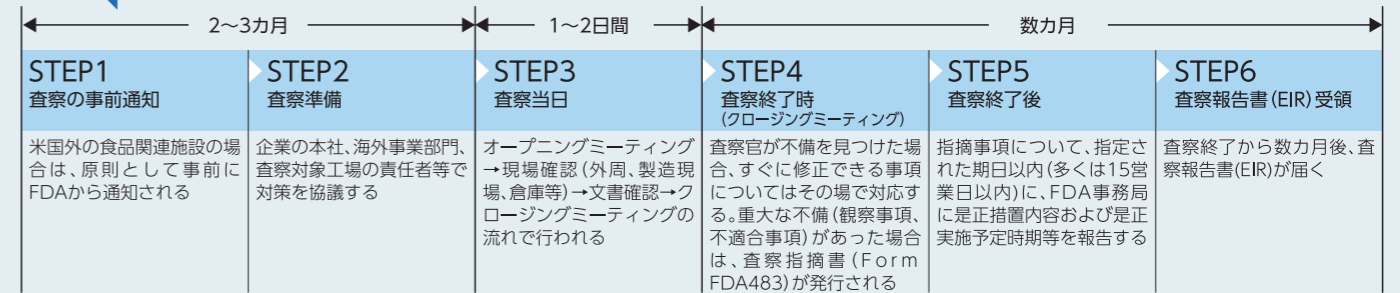 2～3カ月
1～2日間
数カ月
STEP1
査察の事前通知
米国外の食品関連施設の場
合は、原則として事前に
FDAから通知される
STEP2
査察準備
企業の本社、海外事業部門、
査察対象工場の責任者等で
対策を協議する
STEP3
査察当日
オープニングミーティング
→現場確認(外周、製造現
場、倉庫等)→文書確認→ク
ロージングミーティングの
流れで行われる
STEP4
査察終了時
(クロージングミーティング)
査察官が不備を見つけた場
合、すぐに修正できる事項
についてはその場で対応す
る。重大な不備(観察事項、
不適合事項)があった場合
は、査察指摘書(Form
FDA483)が発行される
STEP5
査察終了後
指摘事項について、指定さ
れた期日以内(多くは15営
業日以内)に、FDA事務局
に是正措置内容および是正
実施予定時期等を報告する
STEP6
査察報告書(EIR)受領
査察終了から数カ月後、査
察報告書(EIR)が届く